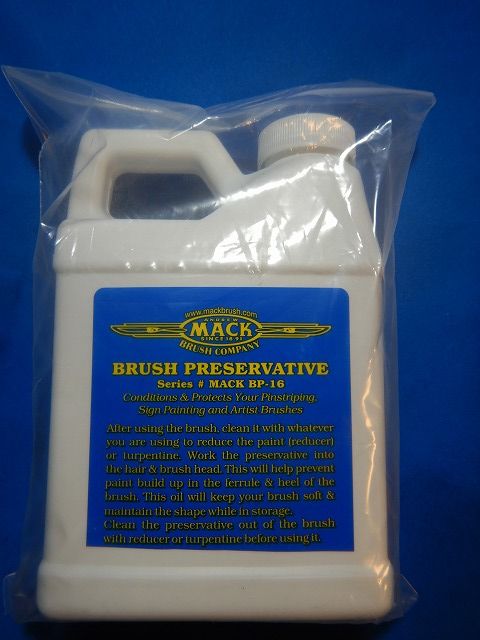 www.mackbrush.com
ANDREW
MACK
SINCE 1891
BRUSH COMPANY
BRUSH PRESERVATIVE
Series # MACK BP-16
Conditions & Protects Your Pinstriping,
Sign Painting and Artist Brushes
After using the brush, clean it with whatever
you are using to reduce the paint (reducer)
or turpentine. Work the preservative into
the hair & brush head. This will help prevent
paint build up in the ferrule & heel of the
brush. This oil will keep your brush soft &
maintain the shape while in storage.
Clean the preservative out of the brush
with reducer or turpentine before using it.